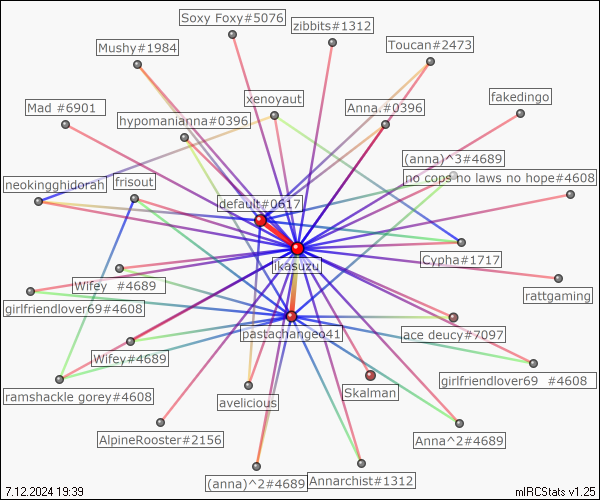 Soxy Foxy#5076
zibbits#1312
Mushy#1984
Toucan#2473
xenoyaut
fakedingo
Mad #6901
hypomanianna#0396
Anna.#0396
(anna)^3#4689
no cops no laws no hope#4608
neokingghidorah
frisout
default#0617
ikasuzu
Cypha#1717
Wifey  #4689
rattgaming
girlfriendlover69#4608
pastachangeo41
ace deucy#7097
Wifey#4689
girlfriendlover69  #4608
ramshackle gorey#4608
avelicious
Skalman
AlpineRooster#2156
Anna^2#4689
(anna)^2#4689
Annarchist#1312
7.12.2024 19:39
mIRCStats v1.25